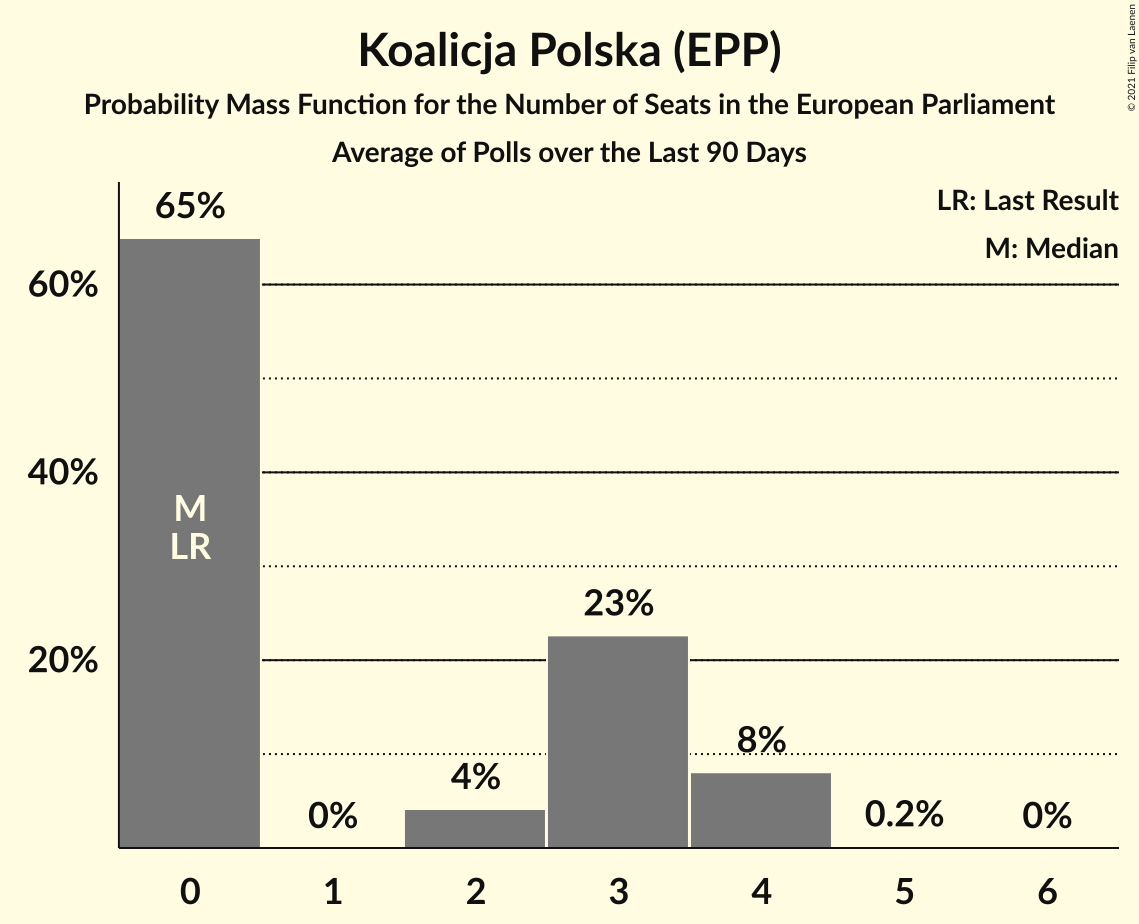 Koalicja Polska (EPP)
Probability Mass Function for the Number of Seats in the European Parliament
Average of Polls over the Last 90 Days
© 2021 Filip van Laenen
LR: Last Result
M: Median
65%
60%
40%
20%
M
LR
0%
4%
23%
8%
0.2%
0%
0 1 2 3 4 5 6